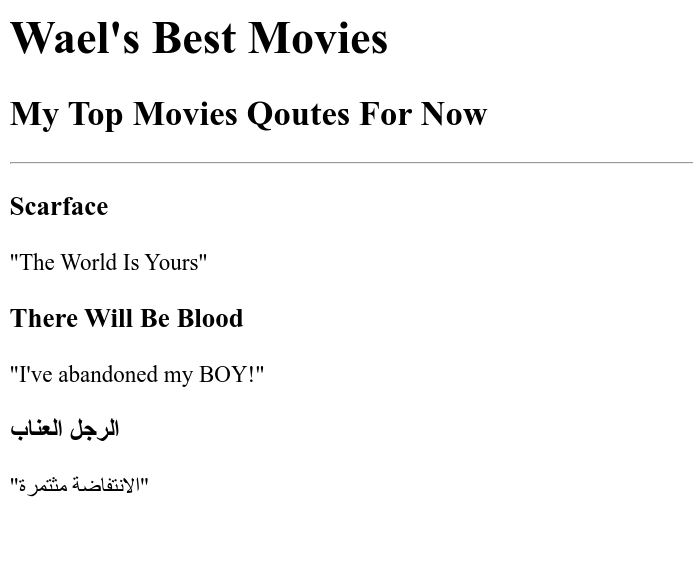 Wael's Best Movies
My Top Movies Qoutes For Now
Scarface
"The World Is Yours"
There Will Be Blood
"I've abandoned my BOY!"
الرجل العناب
"الانتفاضة مثتمرة"